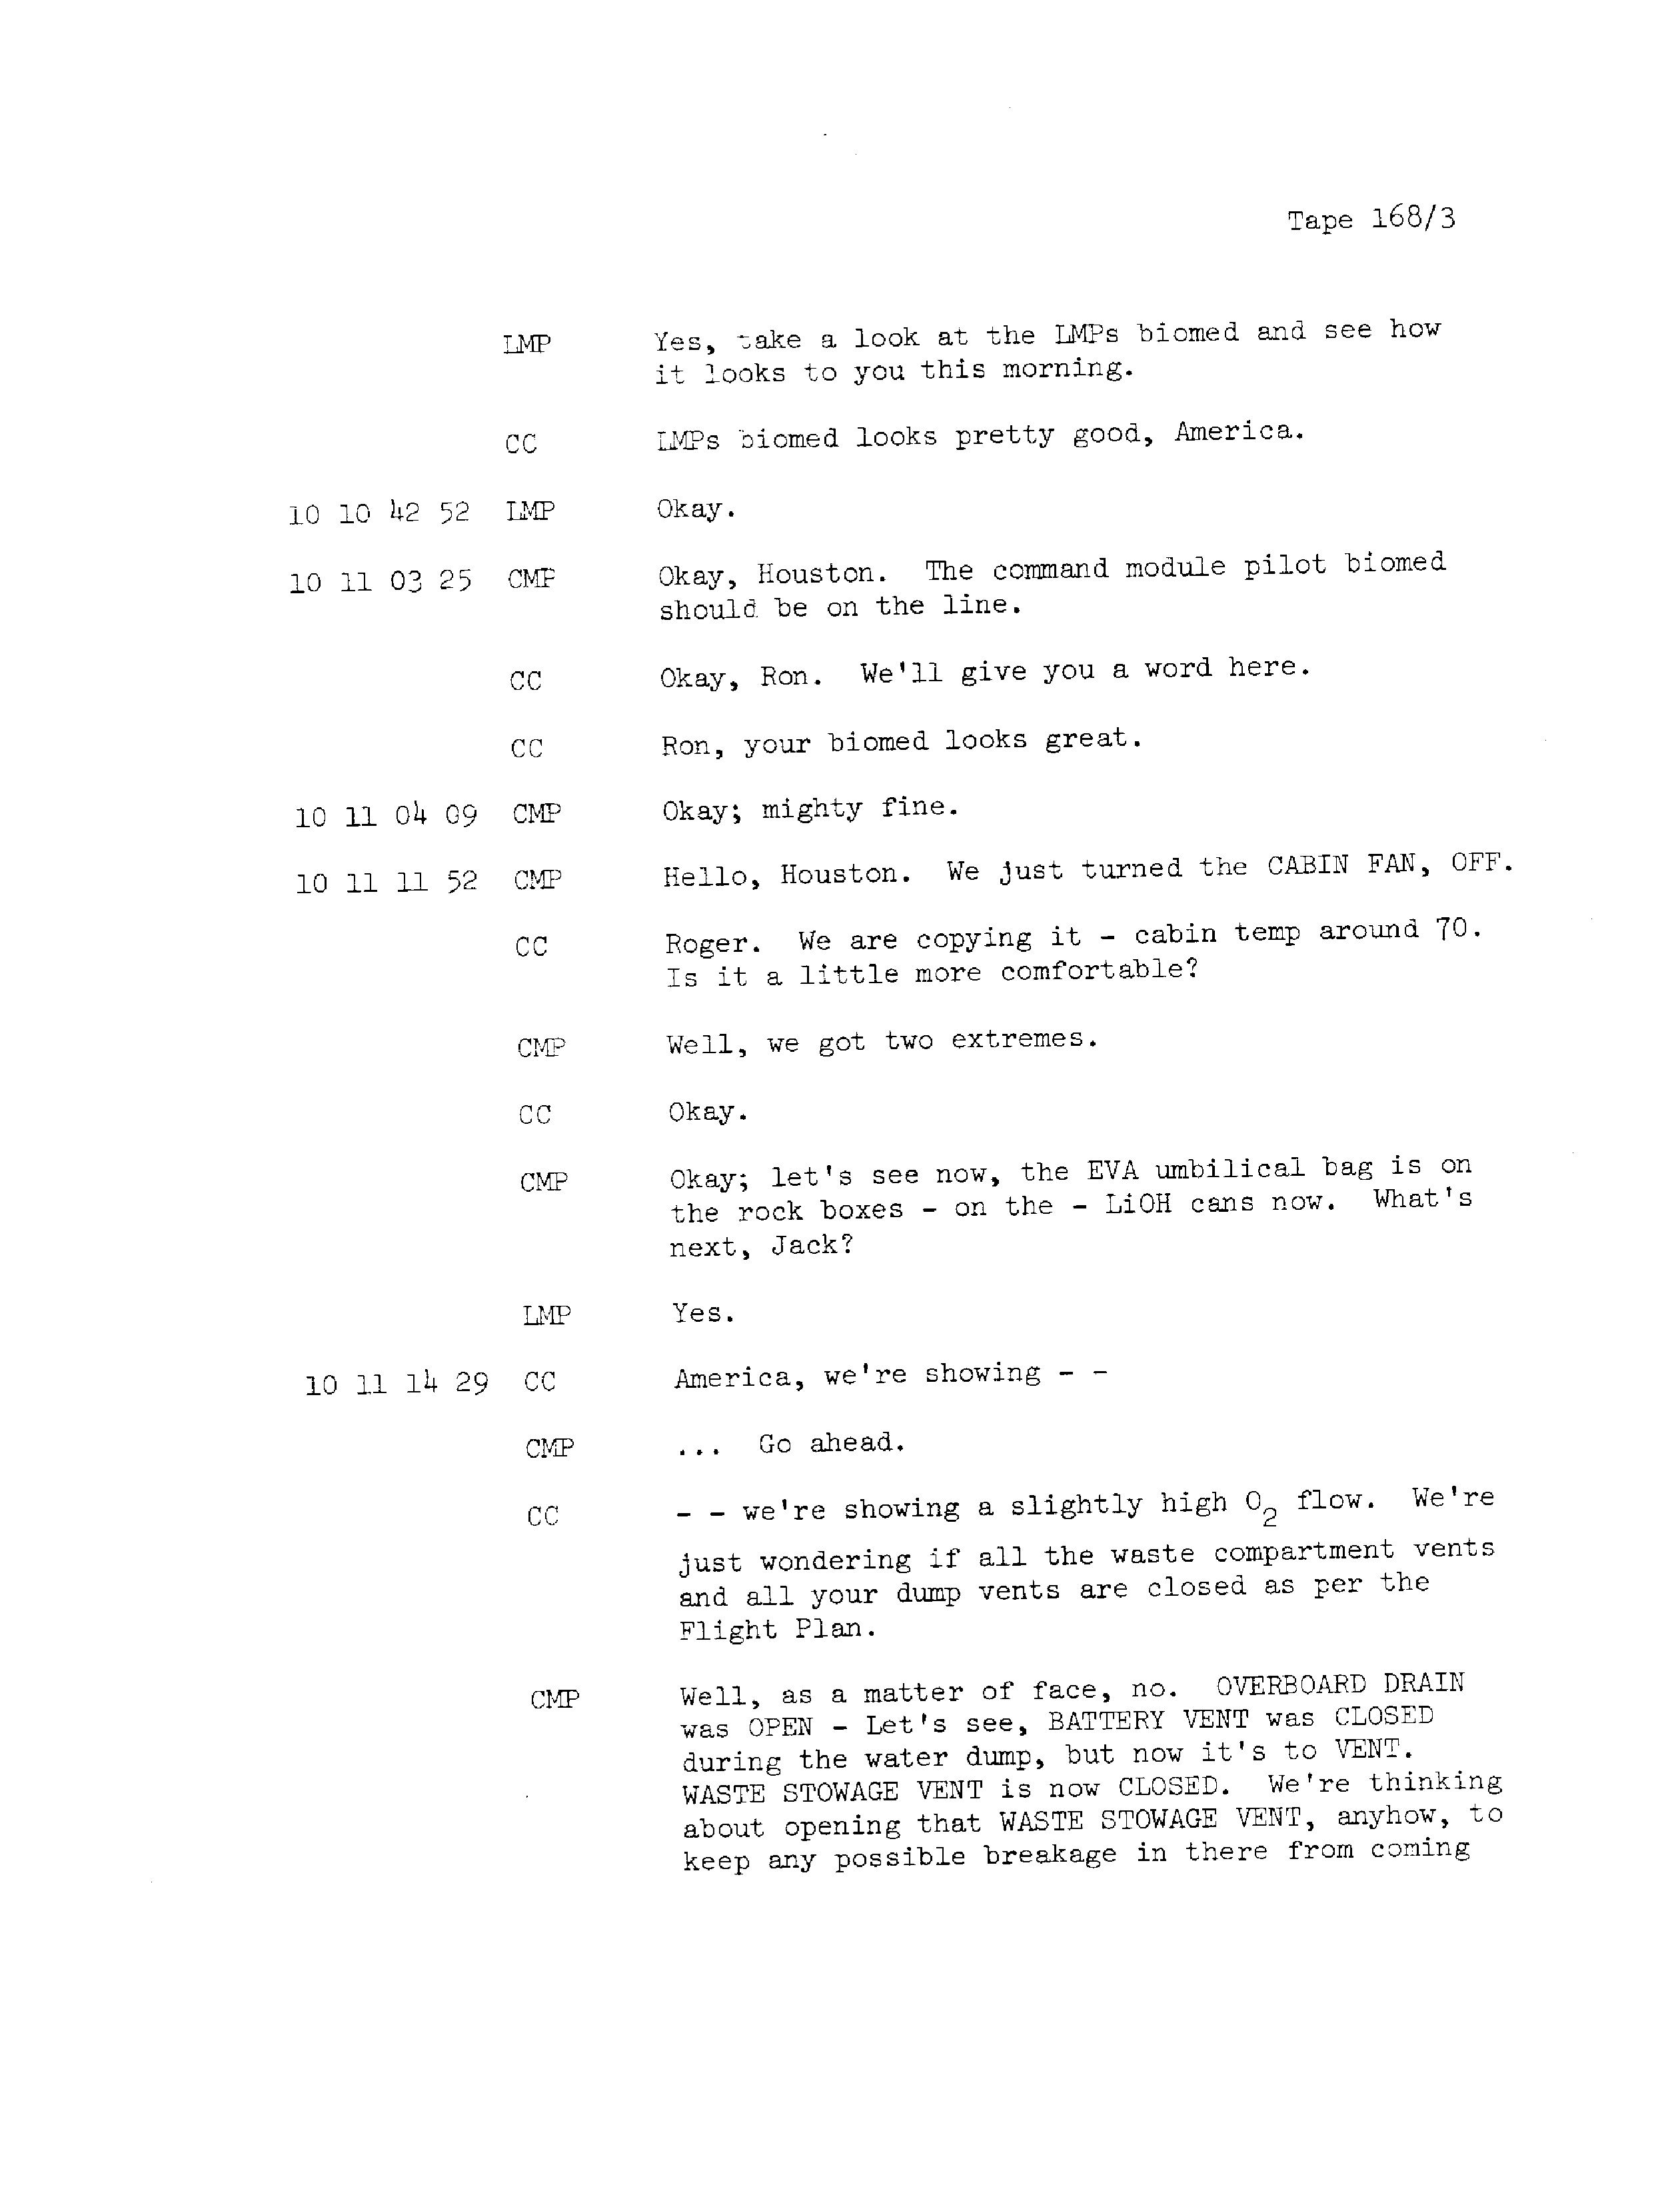 Tape 168/3
LMP Yes, take a look at the LMPs biomed and see how
it looks to you this morning.
CC LMPs biomed looks pretty good, America.
10 10 42 52 LMP Okay.
10 11 03 25 CMP Okay, Houston. The command module pilot biomed
should be on the line.
CC Okay, Ron. We'll give you a word here.
CC Ron, your biomed looks great.
10 11 04 09 CMP Okay; mighty fine.
10 11 11 52 CMP Hello, Houston. We just turned the CABIN FAN, OFF.
CC Roger. We are copying it - cabin temp around 70.
Is it a little more comfortable?
CMP Well, we got two extremes.
CC Okay.
CMP Okay; let's see now, the EVA umbilical bag is on
the rock boxes - on the - LiOH cans now. What's
next, Jack?
LMP Yes.
10 11 14 29 CC America, we're showing - -
CMP ... Go ahead.
CC - - we're showing a slightly high O2 flow. We're
just wondering if all the waste compartment vents
and all your dump vents are closed as per the
Flight Plan.
CMP Well, as a matter of face, no. OVERBOARD DRAIN
was OPEN - Let's see, BATTERY VENT was CLOSED
during the water dump, but now it's to VENT.
WASTE STOWAGE VENT is now CLOSED. We're thinking
about opening that WASTE STOWAGE VENT, anyhow, to
keep any possible breakage in there from coming